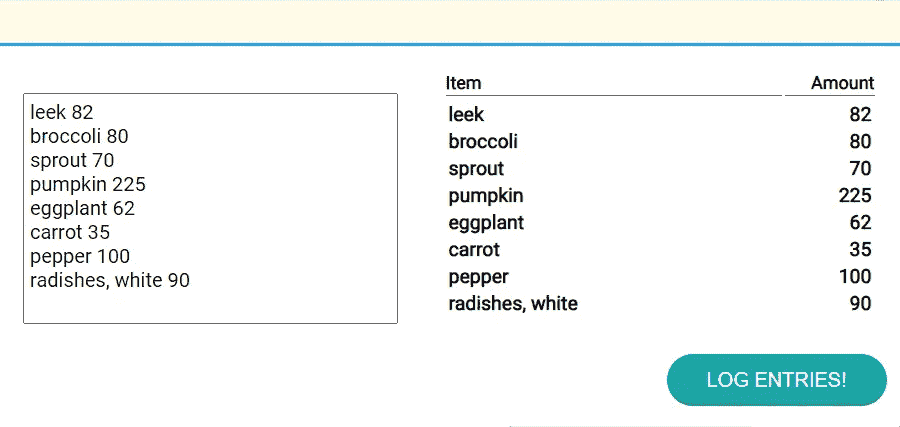 leek 82
broccoli 80
sprout 70
pumpkin 225
eggplant 62
carrot 35
pepper 100
radishes, white 90
Item Amount
leek 82
broccoli 80
sprout 70
pumpkin 225
eggplant 62
carrot 35
pepper 100
radishes, white 90
LOG ENTRIES!